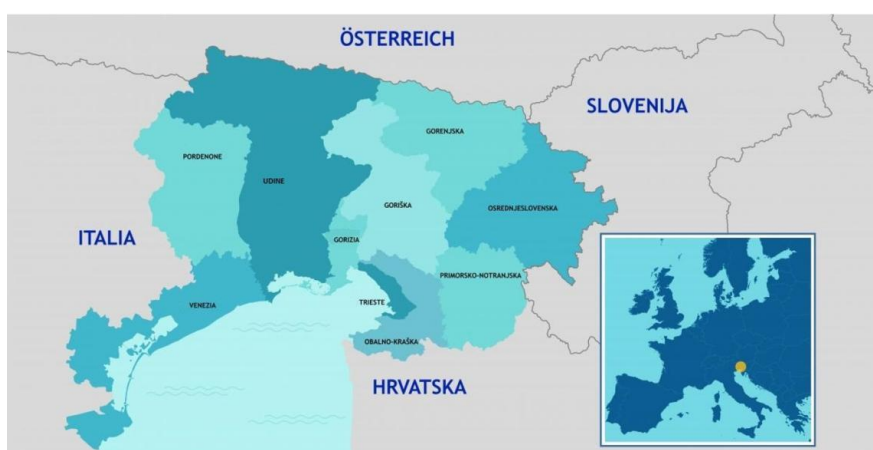 ÖSTERREICH
SLOVENIJA
GORENJSKA
PORDENONE
UDINE
GORIŠKA
OSREDNJESLOVENSKA
ITALIA
GORIZIA
PRIMORSKO-NOTRANJSKA
VENEZIA
TRIESTE
OBALNO-KRAŠKA
HRVATSKA